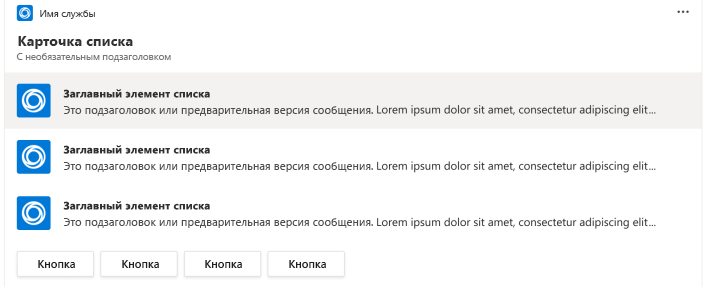 Имя службы
Карточка списка
С необязательным подзаголовком
Заглавный элемент списка
Это подзаголовок или предварительная версия сообщения. Lorem ipsum dolor sit amet, consectetur adipiscing elit...
Заглавный элемент списка
Это подзаголовок или предварительная версия сообщения. Lorem ipsum dolor sit amet, consectetur adipiscing elit...
Заглавный элемент списка
Это подзаголовок или предварительная версия сообщения. Lorem ipsum dolor sit amet, consectetur adipiscing elit...
Кнопка Кнопка Кнопка Кнопка